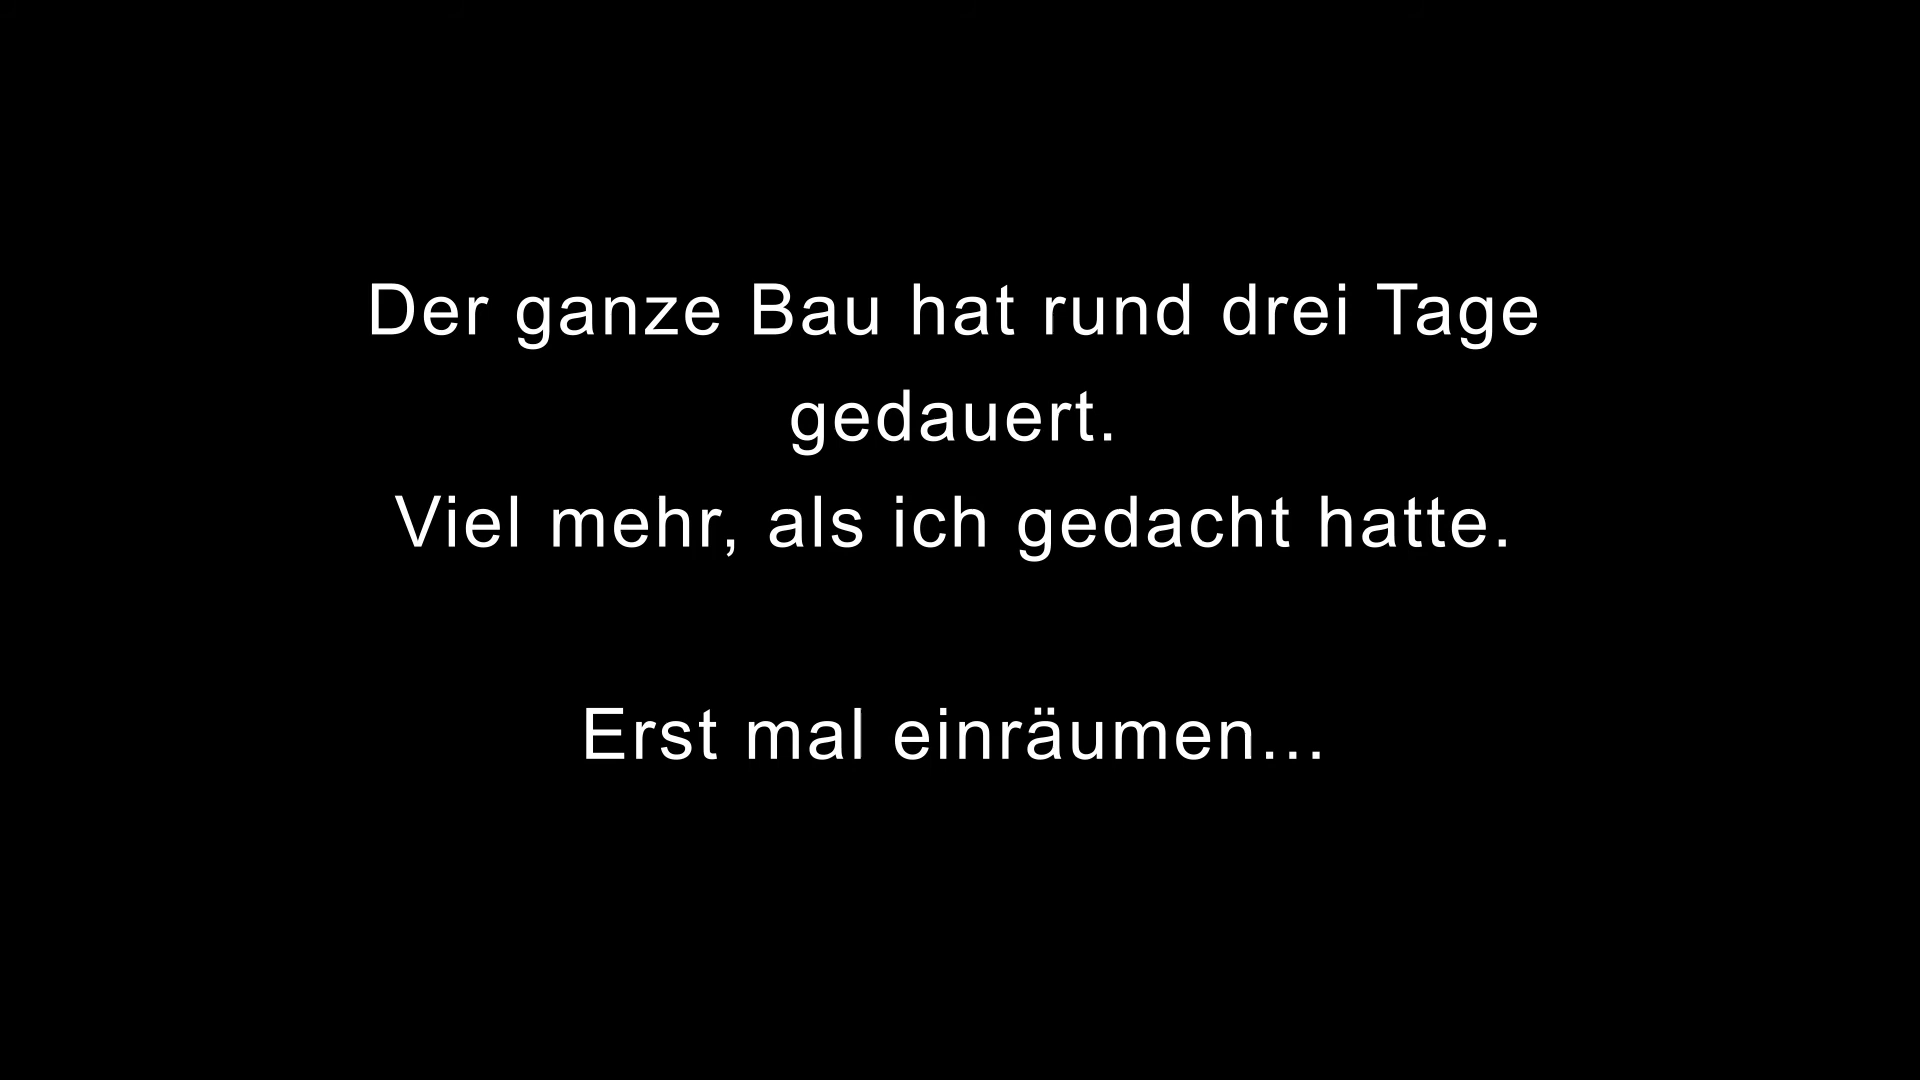 Der ganze Bau hat rund drei Tage
gedauert.
Viel mehr, als ich gedacht hatte.
Erst mal einräumen...